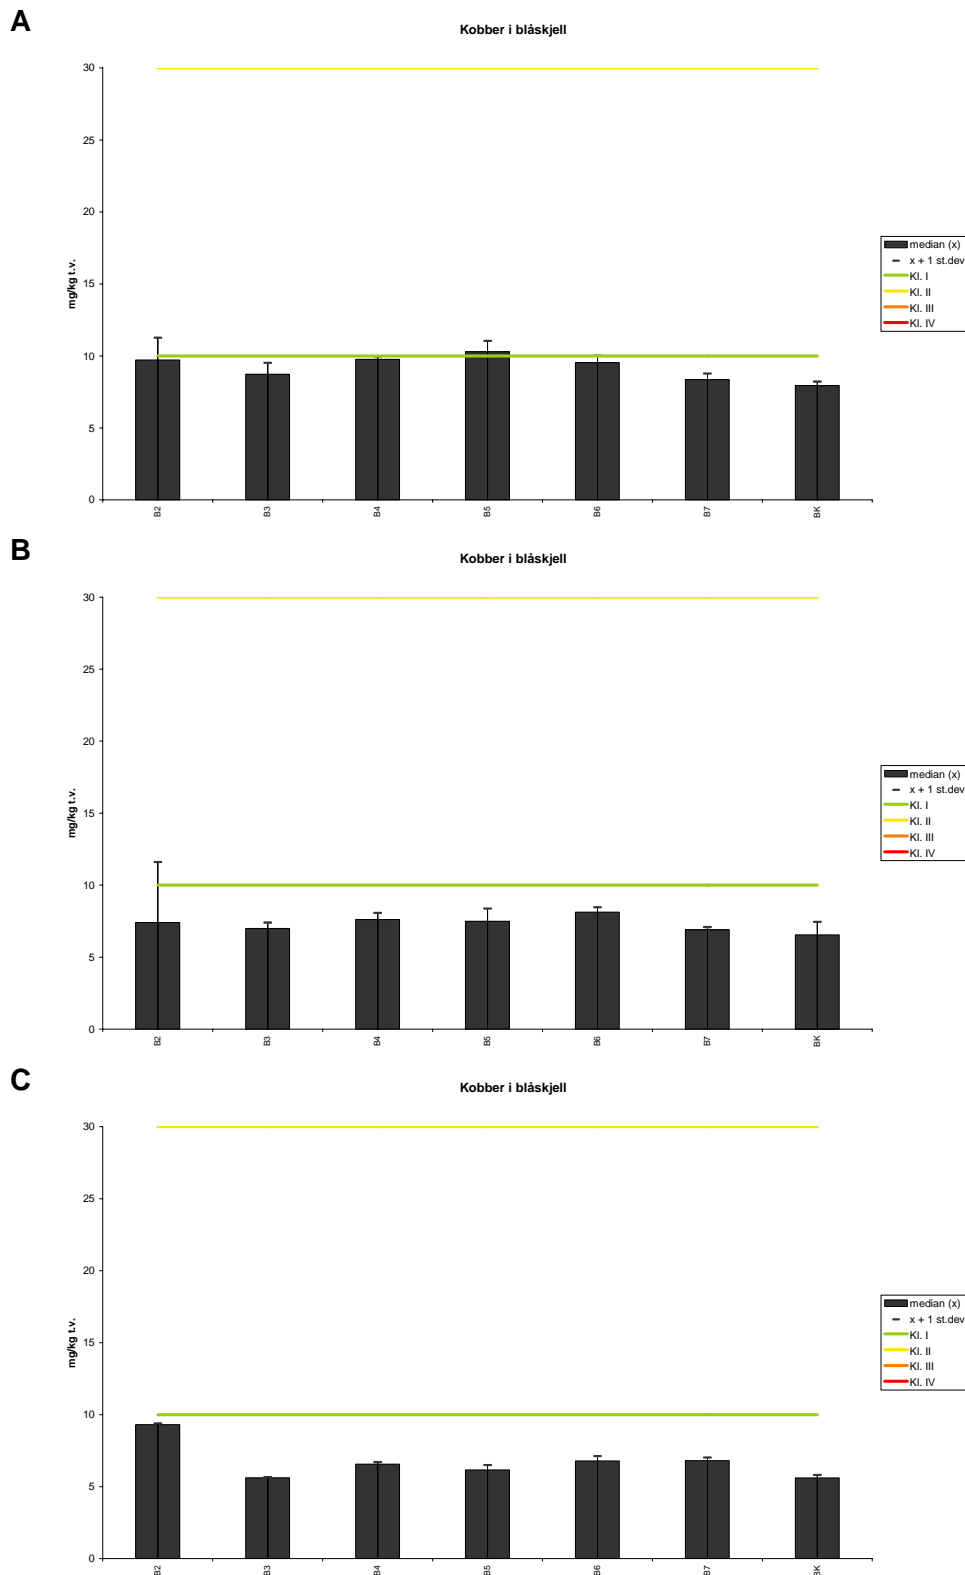 A
Kobber i blåskjell
30
25
20
15
10
5
0
mg/kg t.v.
B2
B3
B4
B5
B6
B7
BK
median (x)
x + 1 st.dev
Kl. I
Kl. II
Kl. III
Kl. IV
B
Kobber i blåskjell
30
25
20
15
10
5
0
mg/kg t.v.
B2
B3
B4
B5
B6
B7
BK
median (x)
x + 1 st.dev
Kl. I
Kl. II
Kl. III
Kl. IV
C
Kobber i blåskjell
30
25
20
15
10
5
0
mg/kg t.v.
B2
B3
B4
B5
B6
B7
BK
median (x)
x + 1 st.dev
Kl. I
Kl. II
Kl. III
Kl. IV